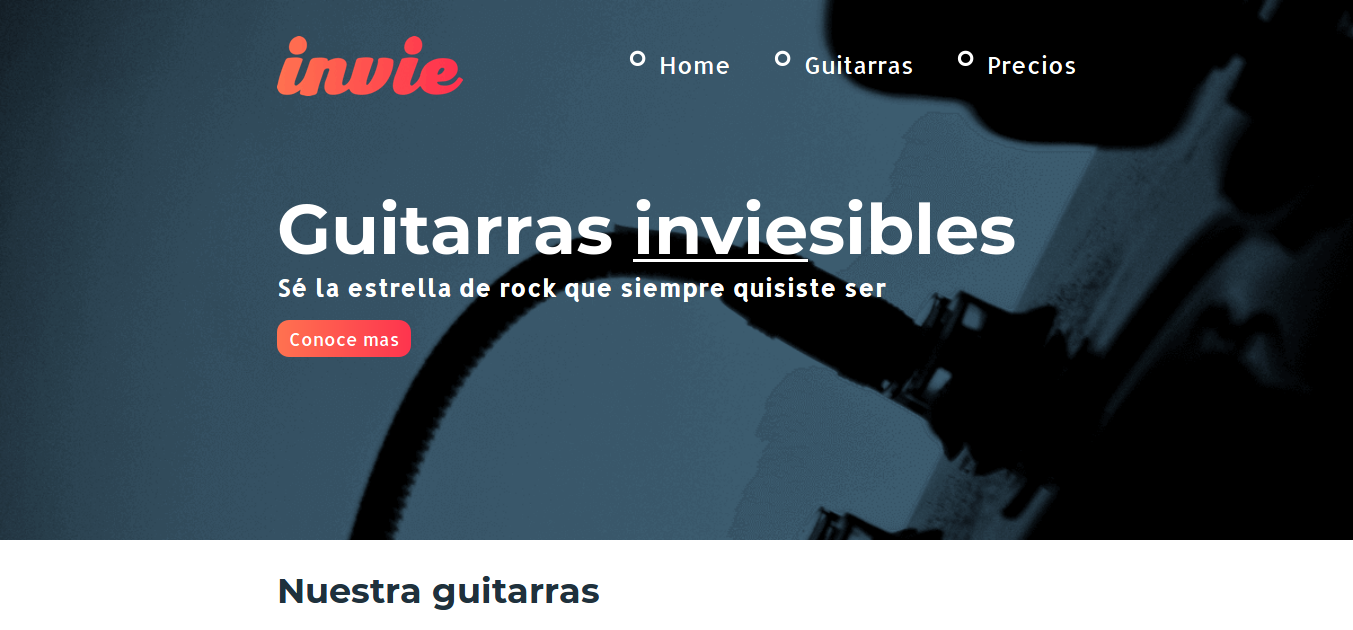 invie
Home Guitarras Precios
Guitarras inviesibles
Sé la estrella de rock que siempre quisiste ser
Conoce mas
Nuestra guitarras